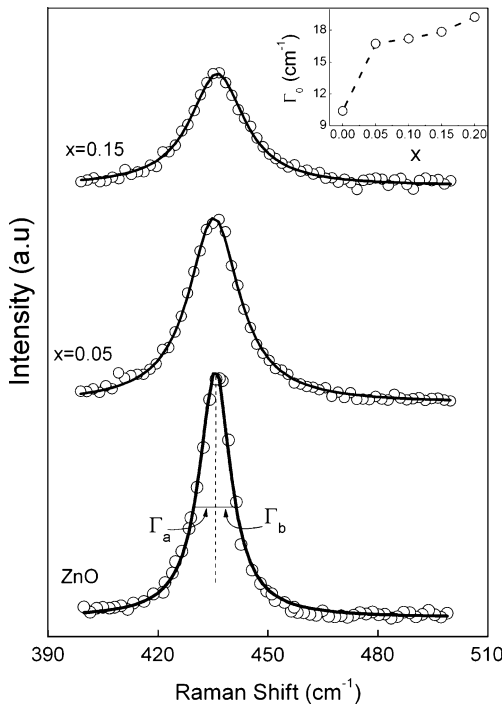 18
15
12
9
Γ₀ (cm⁻¹)
0.00 0.05 0.10 0.15 0.20
X
x=0.15
x=0.05
Γa
Γb
ZnO
Intensity (a.u)
390 420 450 480 510
Raman Shift (cm⁻¹)